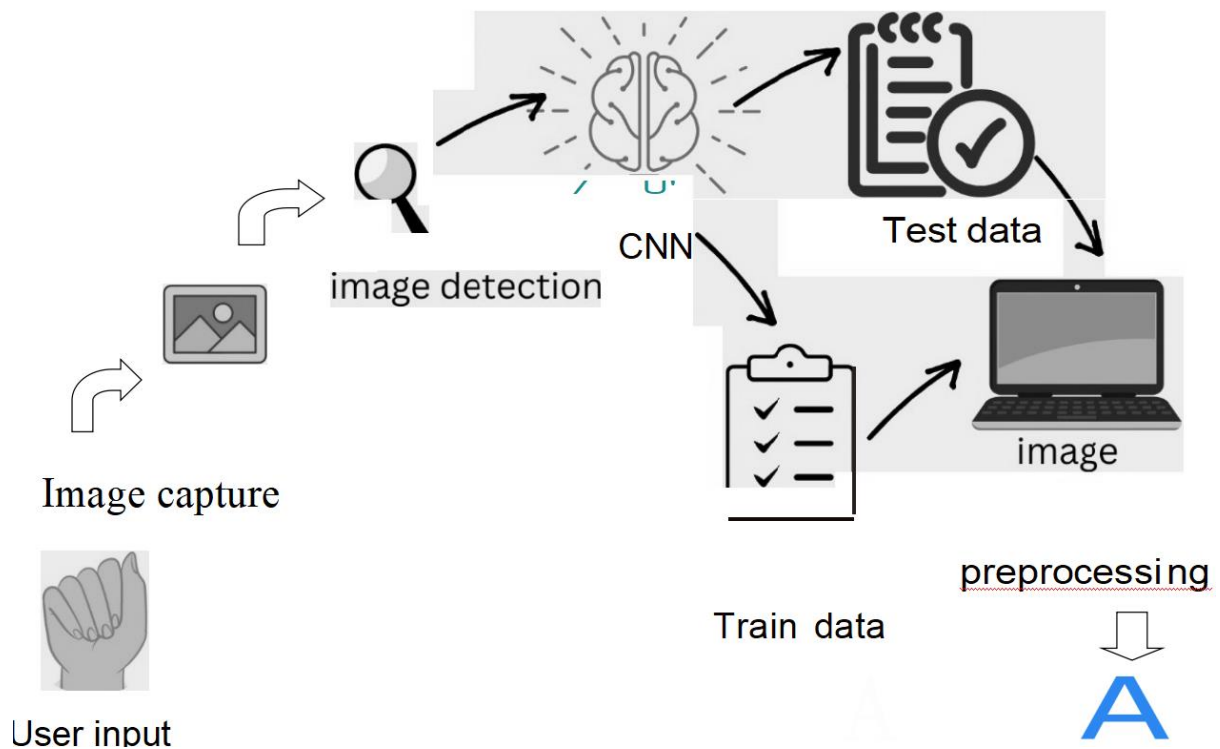 CNN
Test data
image detection
image
Image capture
preprocessing
Train data
A
User input